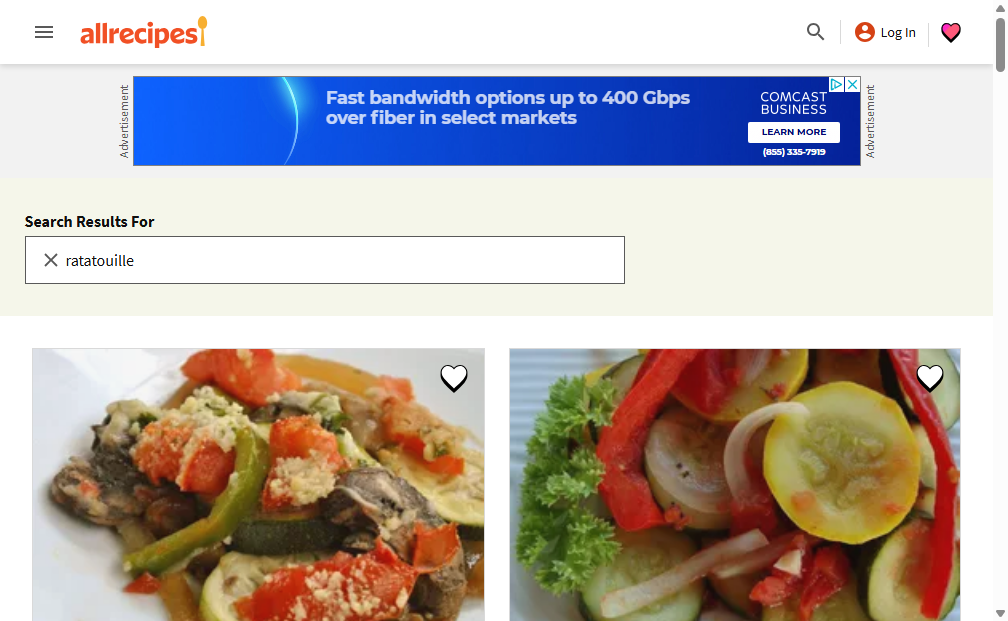 allrecipes
Log In
Advertisement
Fast bandwidth options up to 400 Gbps
over fiber in select markets
COMCAST
BUSINESS
LEARN MORE
(855) 335-7919
Advertisement
Search Results For
ratatouille